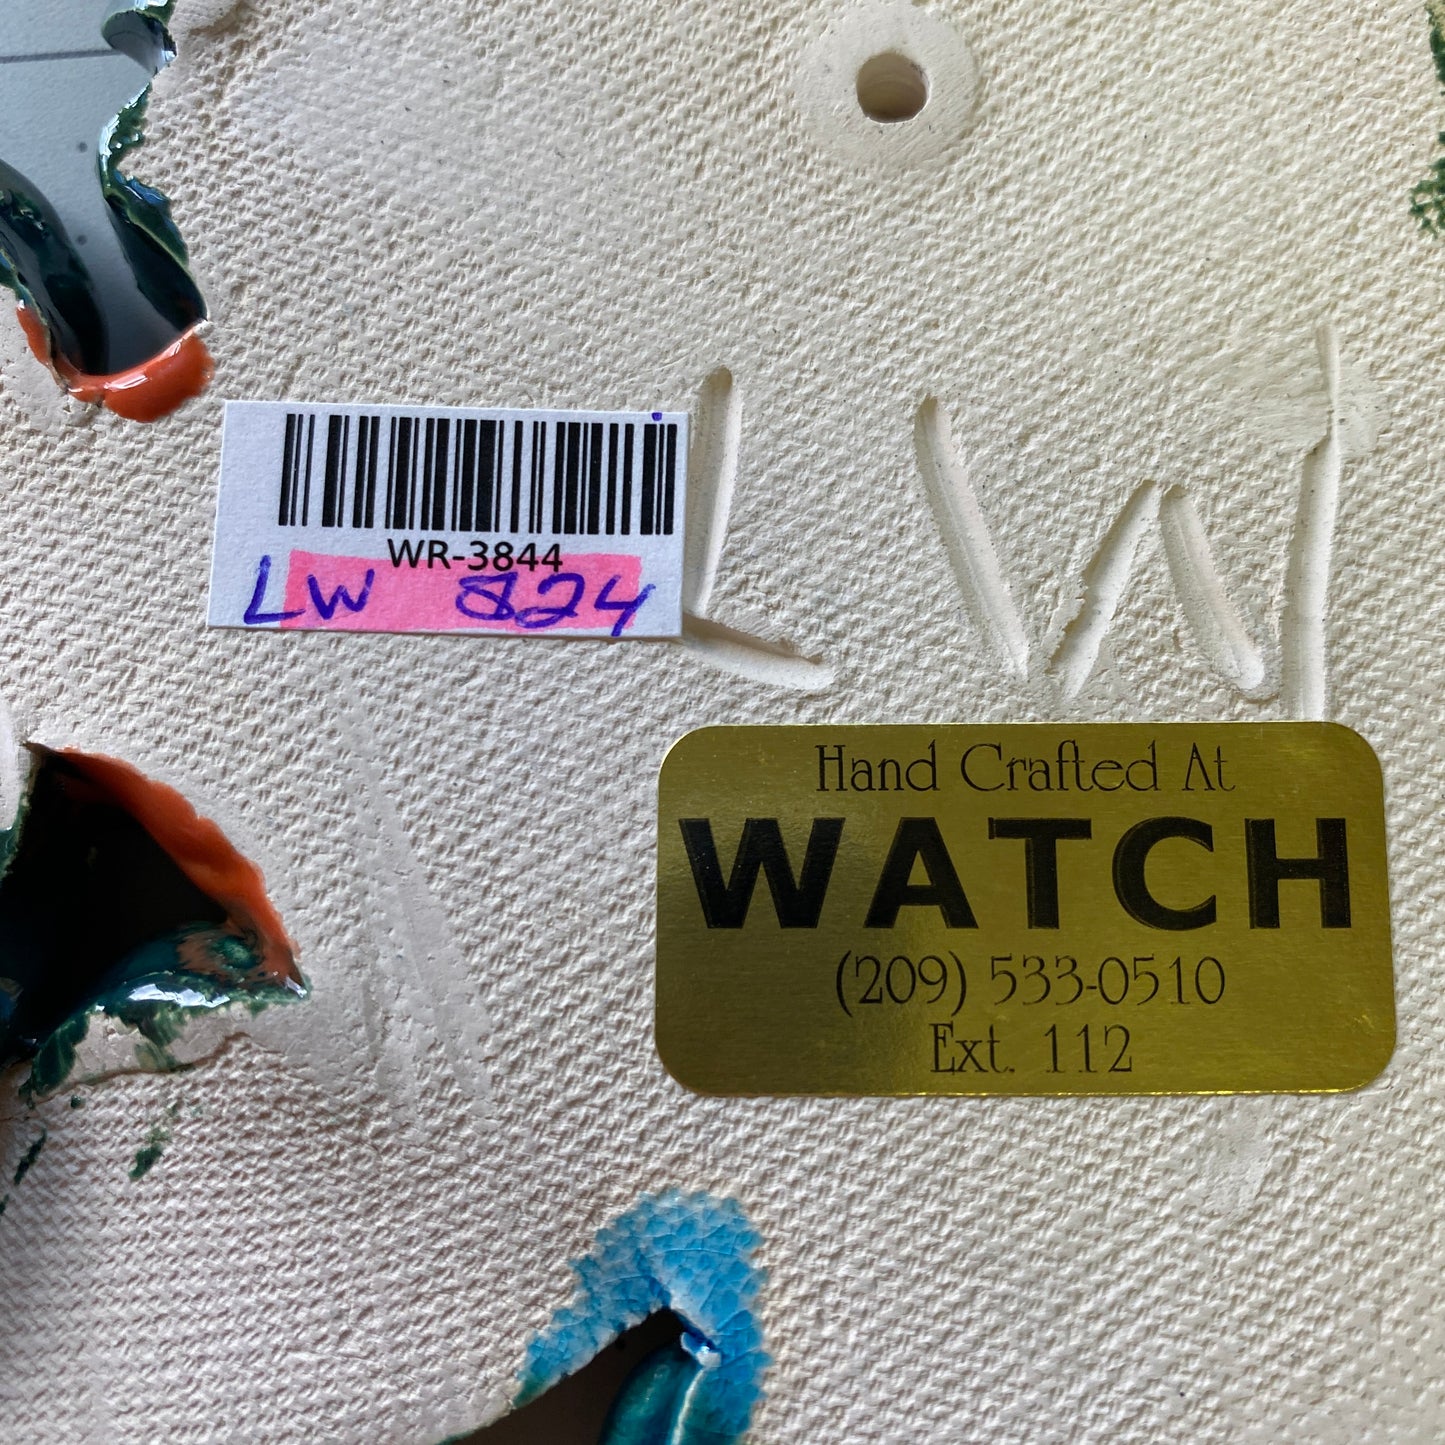 WR-3844
LW 824
LW
Hand Crafted At
WATCH
(209) 533-0510
Ext. 112